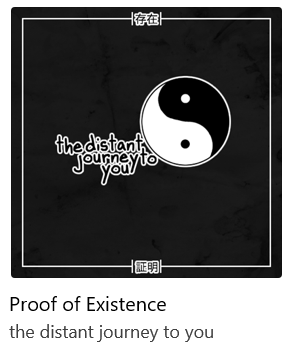 |存在|
the distant
journey to
you
|証明|
Proof of Existence
the distant journey to you